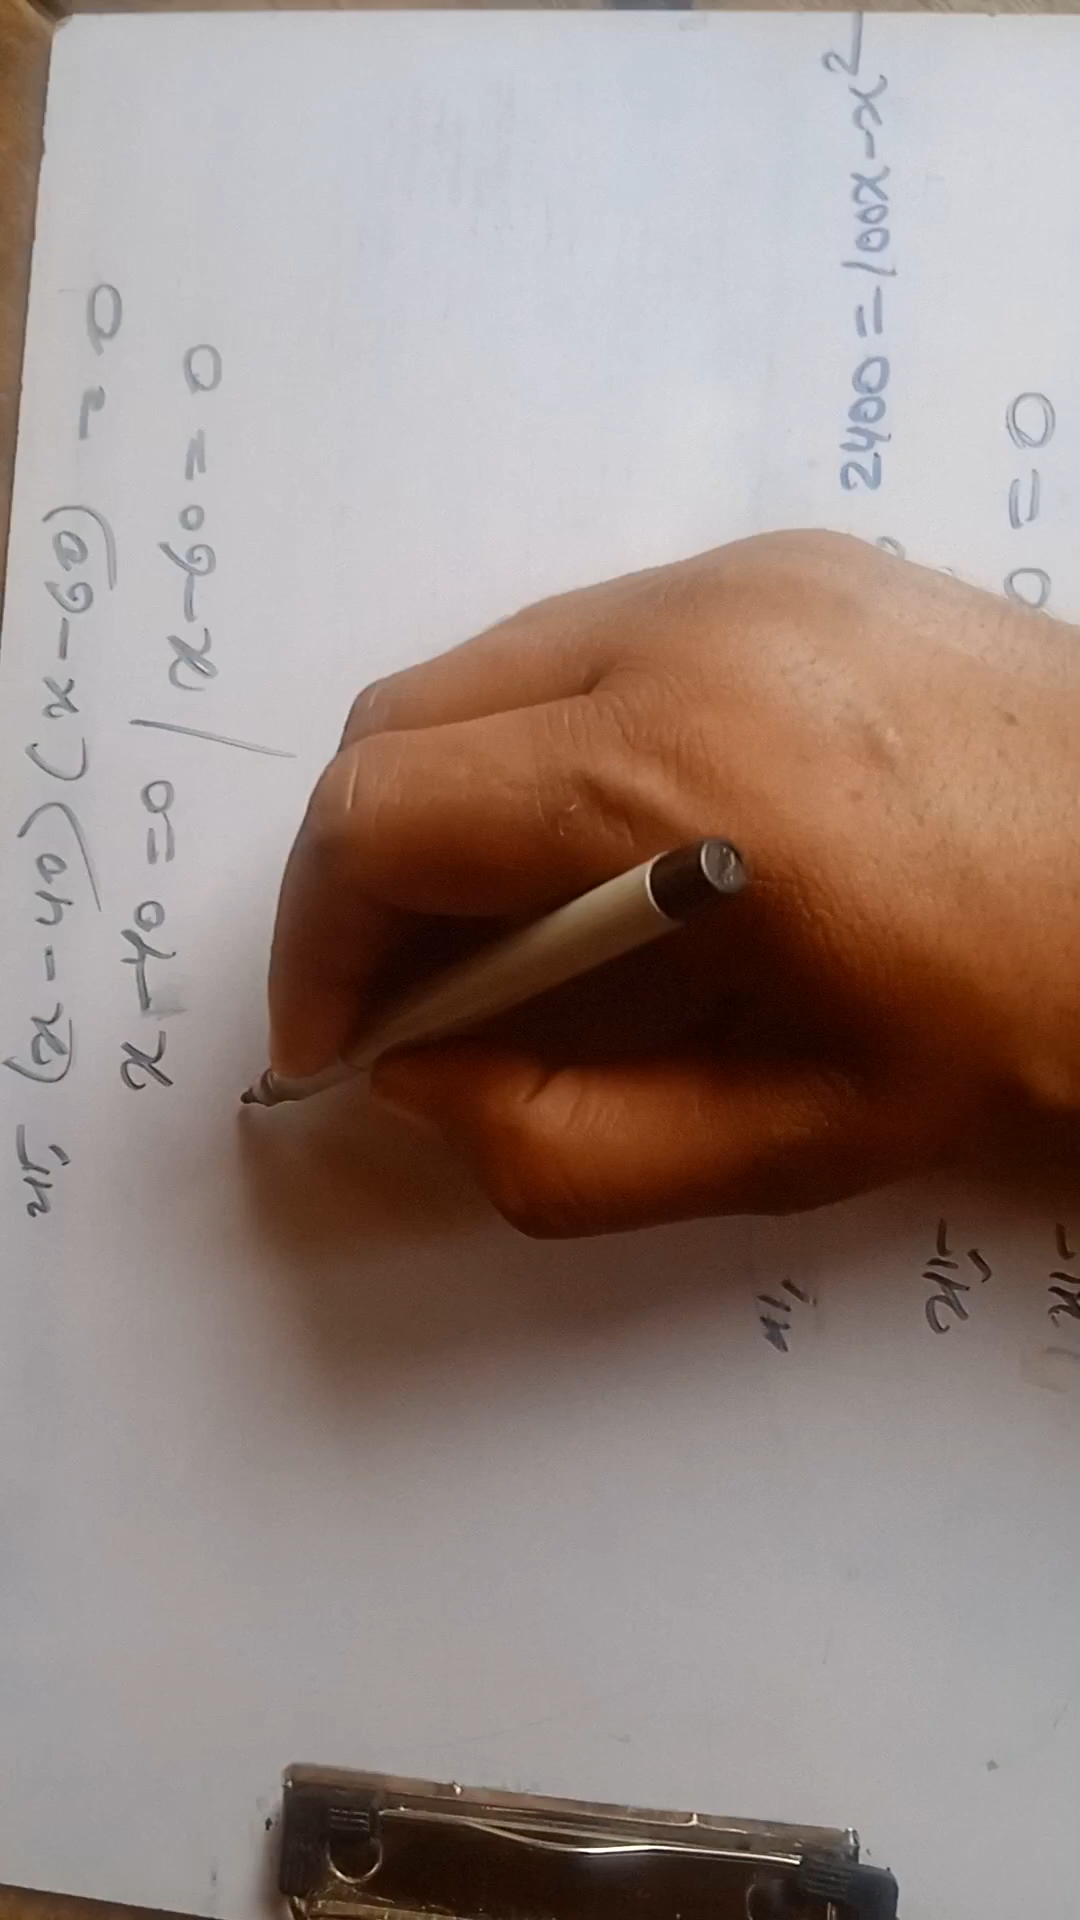 বা, (x-40)(x-60) = 0
x-40=0 / x-60=0
2400=100x-x²
বা,
0 = 0
বা,
বা,